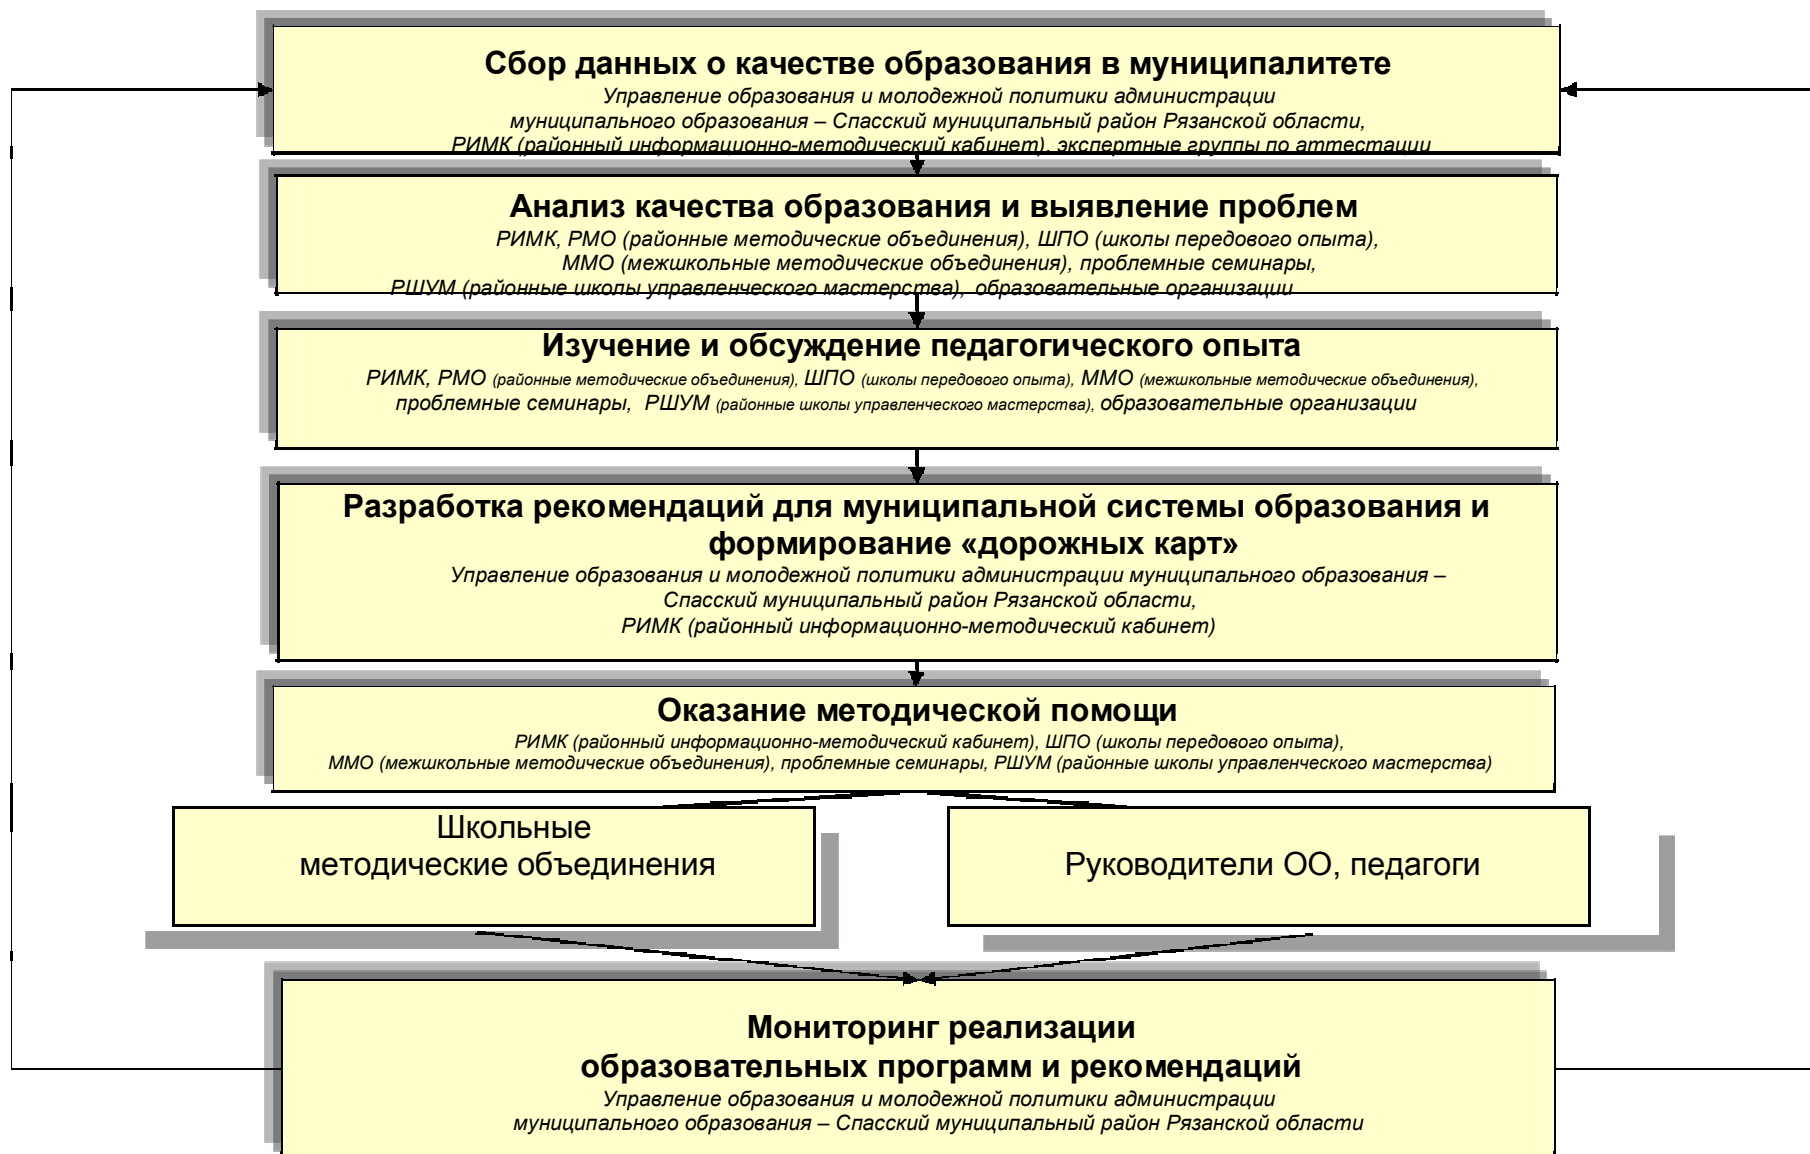 Сбор данных о качестве образования в муниципалитете
Управление образования и молодежной политики администрации
муниципального образования – Спасский муниципальный район Рязанской области,
РИМК (районный информационно-методический кабинет), экспертные группы по аттестации
Анализ качества образования и выявление проблем
РИМК, РМО (районные методические объединения), ШПО (школы передового опыта),
ММО (межшкольные методические объединения), проблемные семинары,
РШУМ (районные школы управленческого мастерства), образовательные организации
Изучение и обсуждение педагогического опыта
РИМК, РМО (районные методические объединения), ШПО (школы передового опыта), ММО (межшкольные методические объединения),
проблемные семинары, РШУМ (районные школы управленческого мастерства), образовательные организации
Разработка рекомендаций для муниципальной системы образования и
формирование «дорожных карт»
Управление образования и молодежной политики администрации муниципального образования –
Спасский муниципальный район Рязанской области,
РИМК (районный информационно-методический кабинет)
Оказание методической помощи
РИМК (районный информационно-методический кабинет), ШПО (школы передового опыта),
ММО (межшкольные методические объединения), проблемные семинары, РШУМ (районные школы управленческого мастерства)
Школьные
методические объединения
Руководители ОО, педагоги
Мониторинг реализации
образовательных программ и рекомендаций
Управление образования и молодежной политики администрации
муниципального образования – Спасский муниципальный район Рязанской области